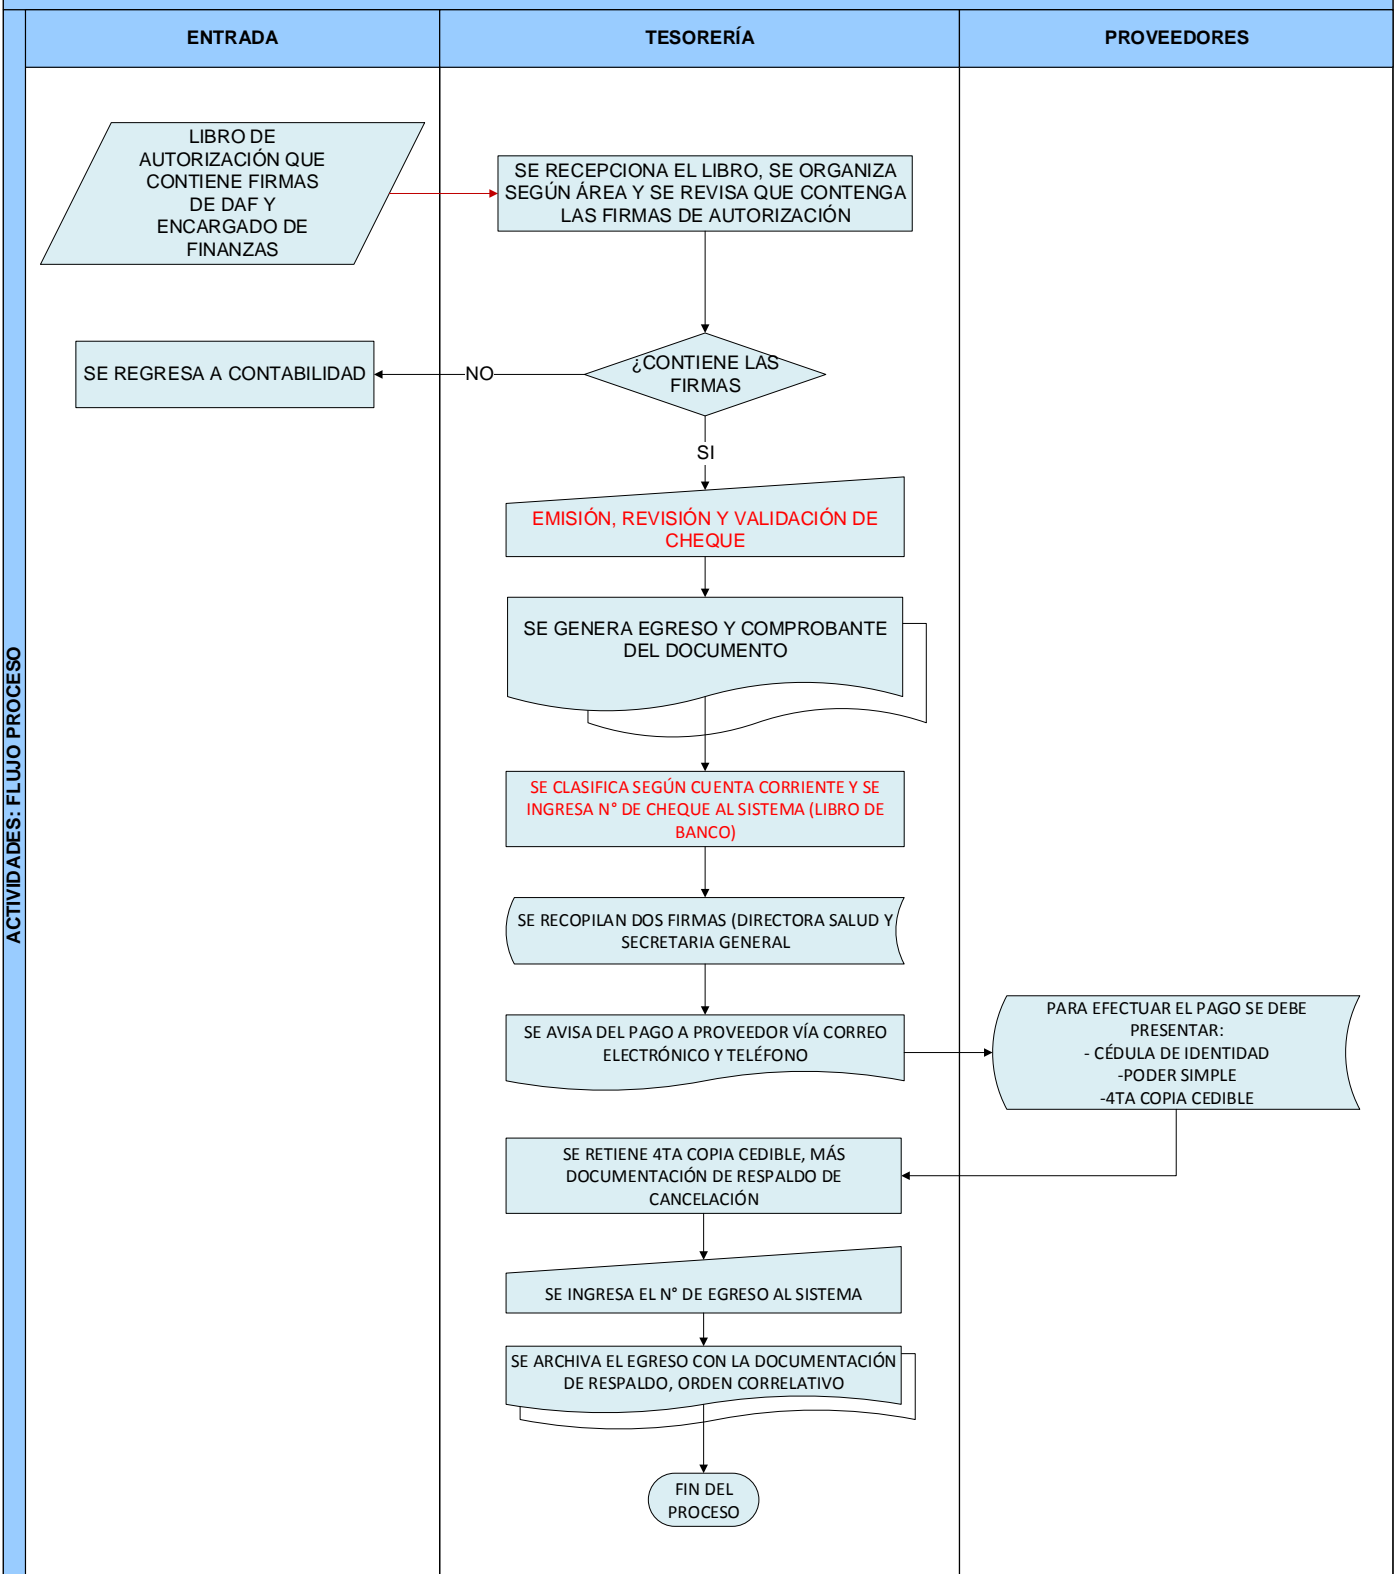 ENTRADA
TESORERÍA
PROVEEDORES
ACTIVIDADES: FLUJO PROCESO
LIBRO DE
AUTORIZACIÓN QUE
CONTIENE FIRMAS
DE DAF Y
ENCARGADO DE
FINANZAS
SE RECEPCIONA EL LIBRO, SE ORGANIZA
SEGÚN ÁREA Y SE REVISA QUE CONTENGA
LAS FIRMAS DE AUTORIZACIÓN
¿CONTIENE LAS
FIRMAS
NO
SE REGRESA A CONTABILIDAD
SI
EMISIÓN, REVISIÓN Y VALIDACIÓN DE
CHEQUE
SE GENERA EGRESO Y COMPROBANTE
DEL DOCUMENTO
SE CLASIFICA SEGÚN CUENTA CORRIENTE Y SE
INGRESA N° DE CHEQUE AL SISTEMA (LIBRO DE
BANCO)
SE RECOPILAN DOS FIRMAS (DIRECTORA SALUD Y
SECRETARIA GENERAL
SE AVISA DEL PAGO A PROVEEDOR VÍA CORREO
ELECTRÓNICO Y TELÉFONO
PARA EFECTUAR EL PAGO SE DEBE
PRESENTAR:
- CÉDULA DE IDENTIDAD
-PODER SIMPLE
-4TA COPIA CEDIBLE
SE RETIENE 4TA COPIA CEDIBLE, MÁS
DOCUMENTACIÓN DE RESPALDO DE
CANCELACIÓN
SE INGRESA EL N° DE EGRESO AL SISTEMA
SE ARCHIVA EL EGRESO CON LA DOCUMENTACIÓN
DE RESPALDO, ORDEN CORRELATIVO
FIN DEL
PROCESO